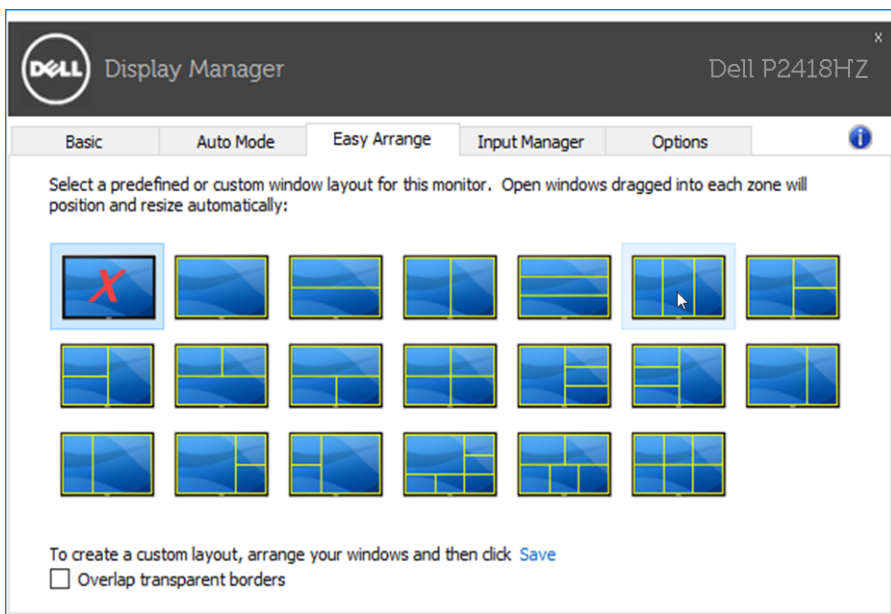 x
DELL Display Manager Dell P2418HZ
Basic Auto Mode Easy Arrange Input Manager Options i
Select a predefined or custom window layout for this monitor. Open windows dragged into each zone will
position and resize automatically:
X
To create a custom layout, arrange your windows and then click Save
Overlap transparent borders